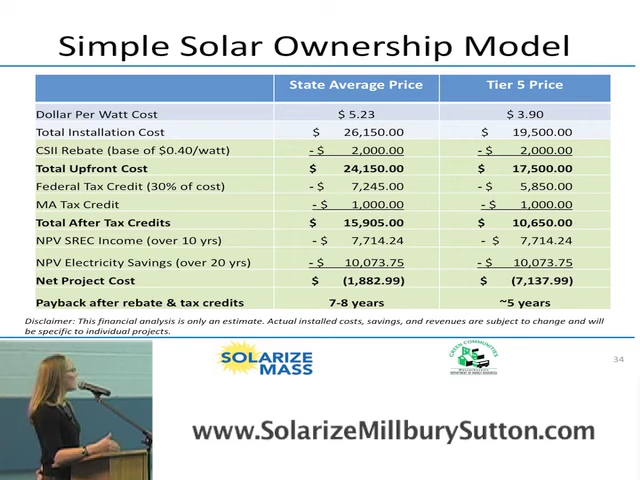 Simple Solar Ownership Model
State Average Price Tier 5 Price
Dollar Per Watt Cost $ 5.23 $ 3.90
Total Installation Cost $ 26,150.00 $ 19,500.00
CSII Rebate (base of $0.40/watt) - $ 2,000.00 - $ 2,000.00
Total Upfront Cost $ 24,150.00 $ 17,500.00
Federal Tax Credit (30% of cost) - $ 7,245.00 - $ 5,850.00
MA Tax Credit - $ 1,000.00 - $ 1,000.00
Total After Tax Credits $ 15,905.00 $ 10,650.00
NPV SREC Income (over 10 yrs) - $ 7,714.24 - $ 7,714.24
NPV Electricity Savings (over 20 yrs) - $ 10,073.75 - $ 10,073.75
Net Project Cost $ (1,882.99) $ (7,137.99)
Payback after rebate & tax credits 7-8 years ~5 years
Disclaimer: This financial analysis is only an estimate. Actual installed costs, savings, and revenues are subject to change and will
be specific to individual projects.
SOLARIZE
MASS
GREEN COMMUNITIES
34
www.SolarizeMillburySutton.com